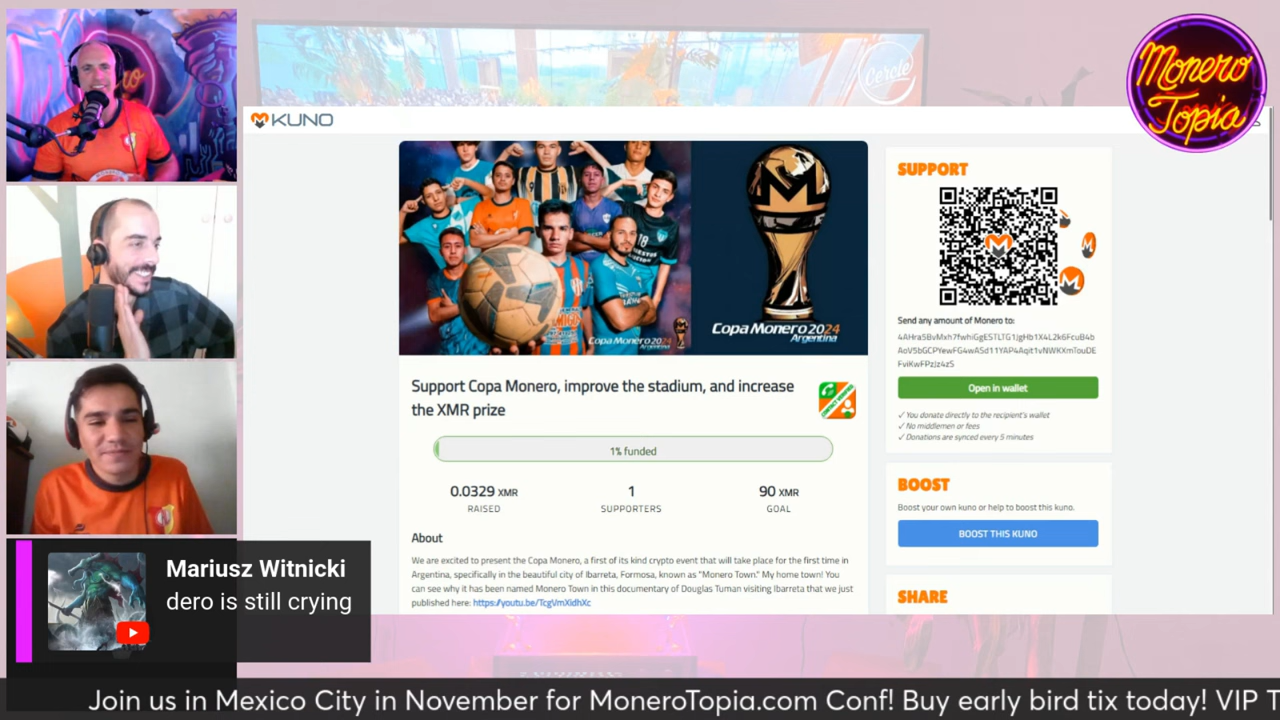 Cercle
Monero
Topia
KUNO
18
Copa Monero 2024
Argentina
Copa Monero 2024
Argentina
SUPPORT
Send any amount of Monero to:
4AHra5BvMxh7fwhiGgESTLTG1JgHb1X4L2k6FcuB4b
AoV5bGCPYewFG4wASd11YAP4Aqit1vNWKXmTouDE
FviKwFPzJz4zS
Open in wallet
✓ You donate directly to the recipient's wallet
✓ No middlemen or fees
✓ Donations are synced every 5 minutes
Support Copa Monero, improve the stadium, and increase
the XMR prize
1% funded
0.0329 XMR
RAISED
1
SUPPORTERS
90 XMR
GOAL
About
We are excited to present the Copa Monero, a first of its kind crypto event that will take place for the first time in
Argentina, specifically in the beautiful city of Ibarreta, Formosa, known as "Monero Town." My home town! You
can see why it has been named Monero Town in this documentary of Douglas Tuman visiting Ibarreta that we just
published here: https://youtu.be/TcgVmXidhXc
BOOST
Boost your own kuno or help to boost this kuno.
BOOST THIS KUNO
SHARE
Mariusz Witnicki
dero is still crying
Join us in Mexico City in November for MoneroTopia.com Conf! Buy early bird tix today! VIP T